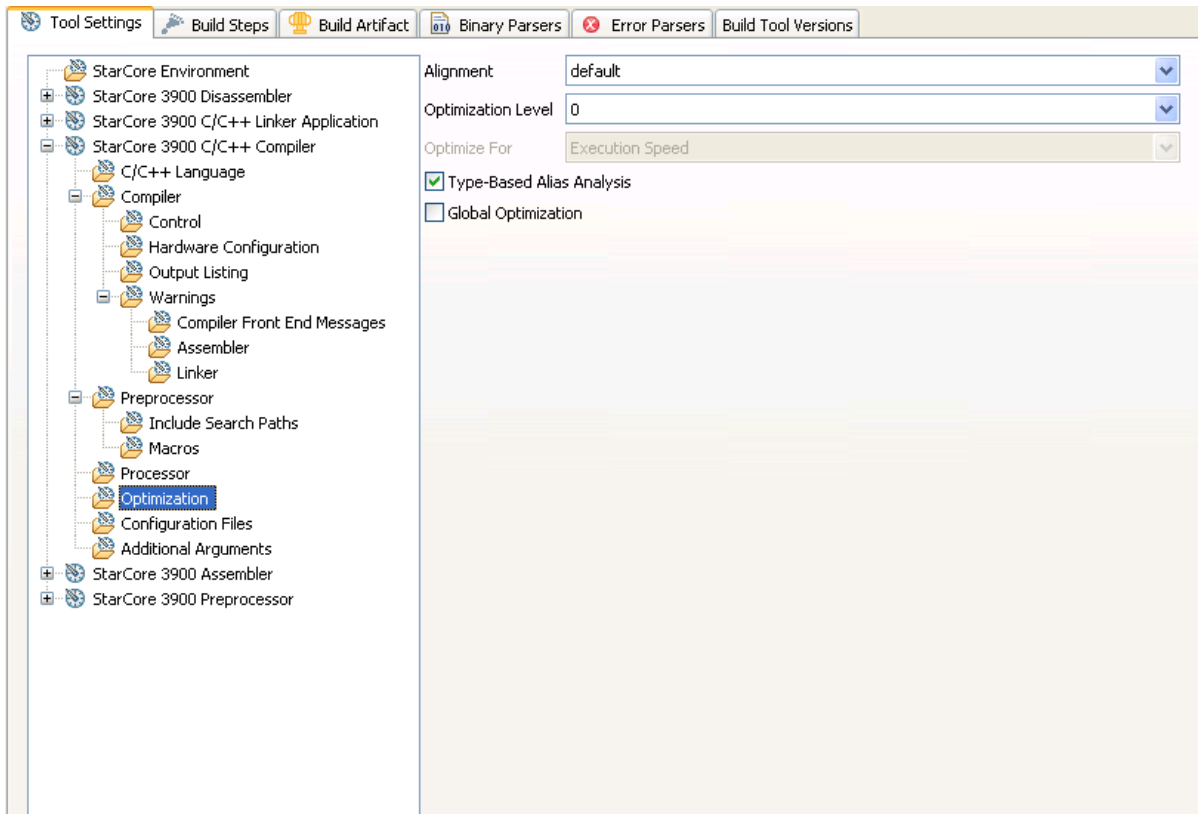 Tool Settings Build Steps Build Artifact Binary Parsers Error Parsers Build Tool Versions
StarCore Environment
StarCore 3900 Disassembler
StarCore 3900 C/C++ Linker Application
StarCore 3900 C/C++ Compiler
C/C++ Language
Compiler
Control
Hardware Configuration
Output Listing
Warnings
Compiler Front End Messages
Assembler
Linker
Preprocessor
Include Search Paths
Macros
Processor
Optimization
Configuration Files
Additional Arguments
StarCore 3900 Assembler
StarCore 3900 Preprocessor
Alignment default
Optimization Level 0
Optimize For Execution Speed
Type-Based Alias Analysis
Global Optimization